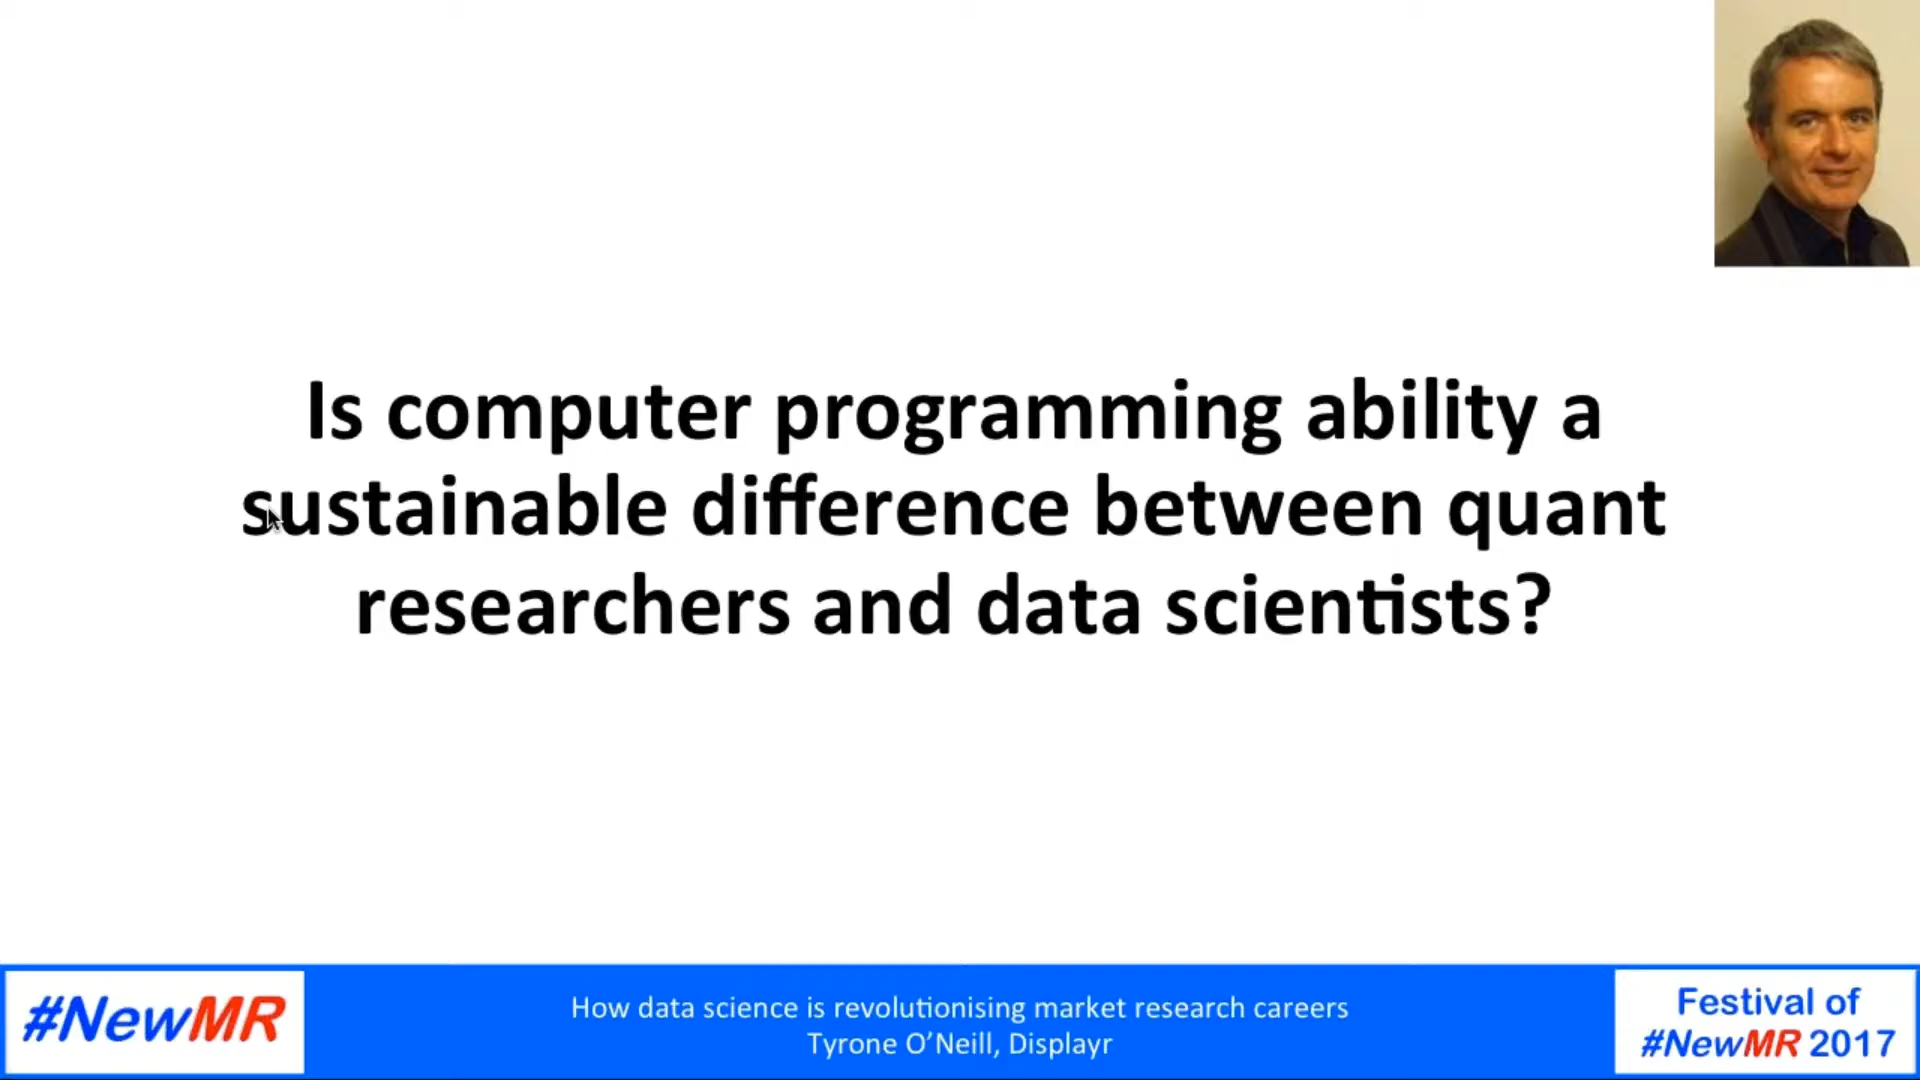 Is computer programming ability a
sustainable difference between quant
researchers and data scientists?
#NewMR
How data science is revolutionising market research careers
Tyrone O’Neill, Displayr
Festival of
#NewMR 2017